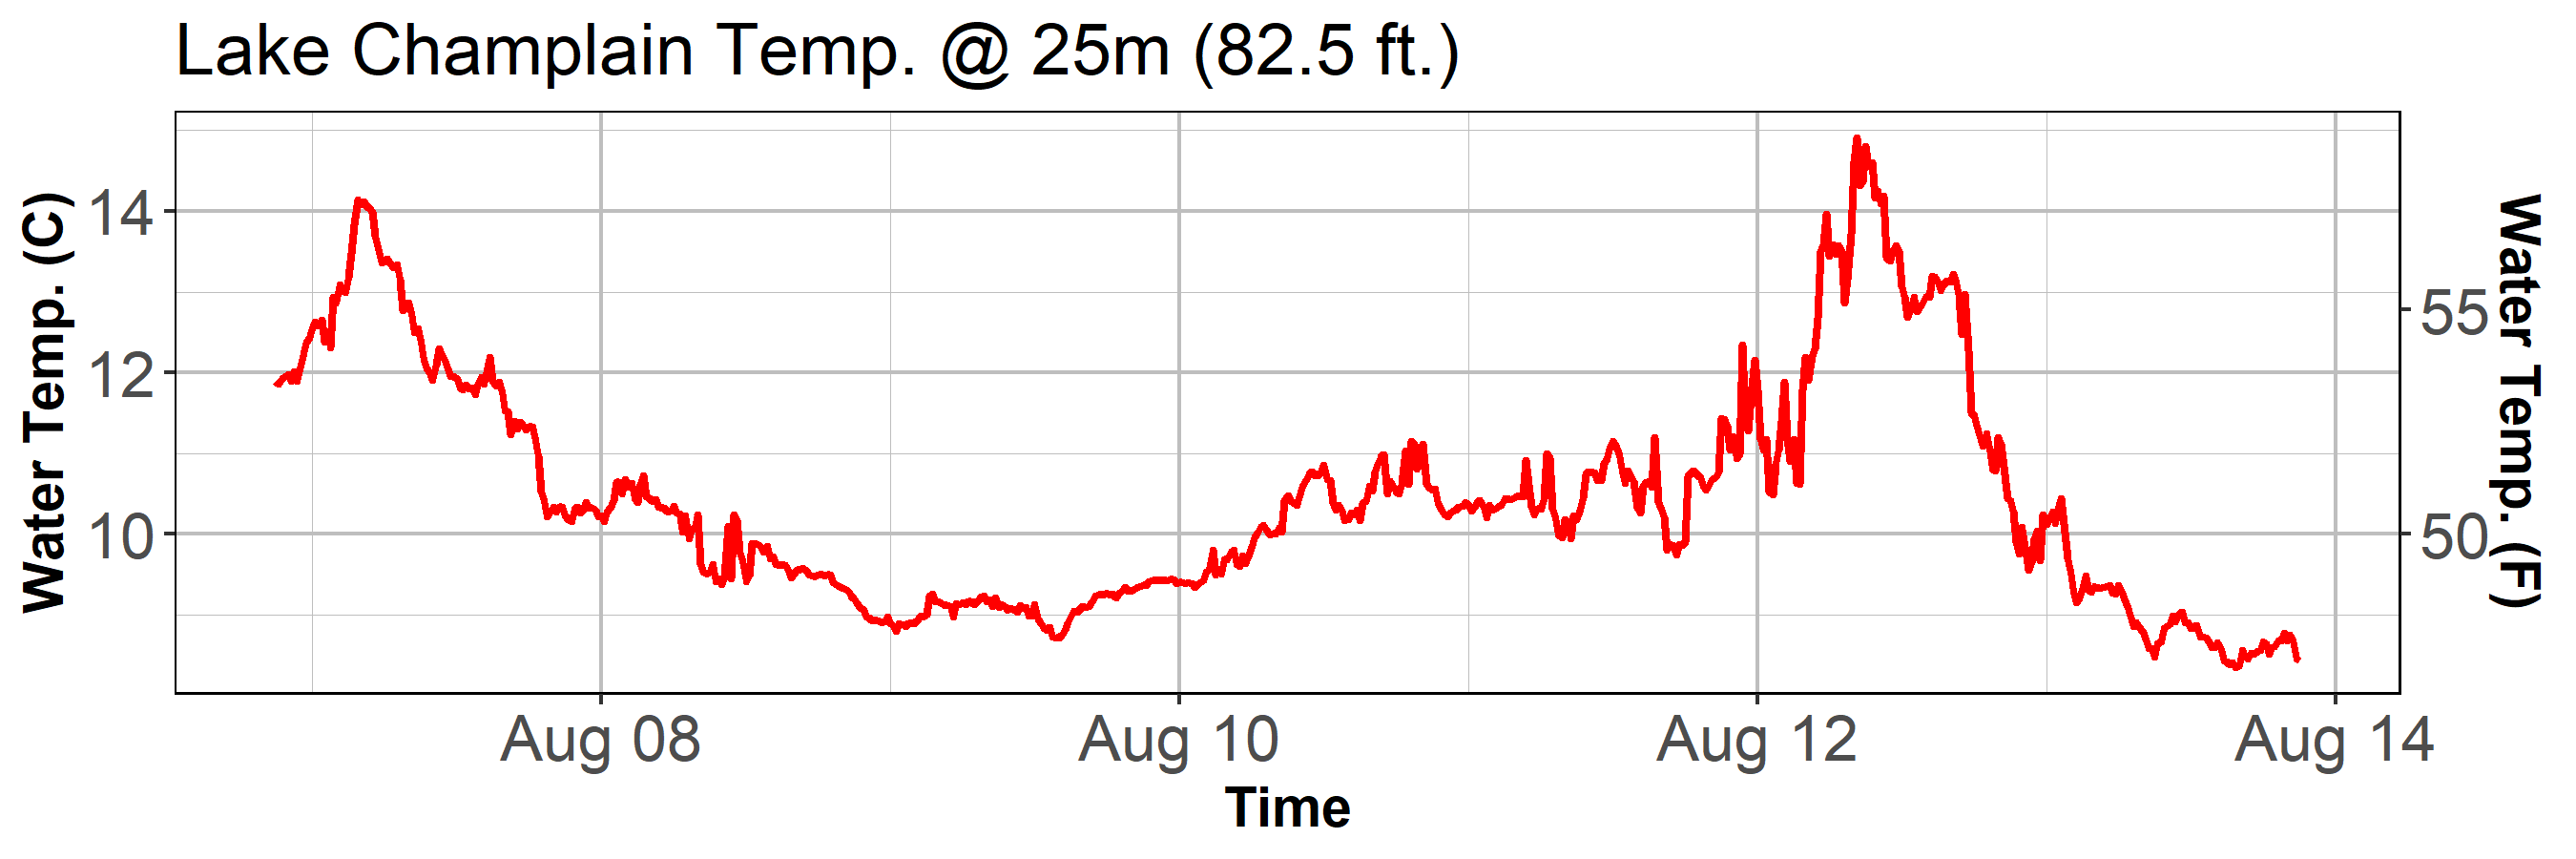 Lake Champlain Temp. @ 25m (82.5 ft.)
Water Temp. (C)
14
12
10
55
50
Water Temp. (F)
Aug 08
Aug 10
Aug 12
Aug 14
Time